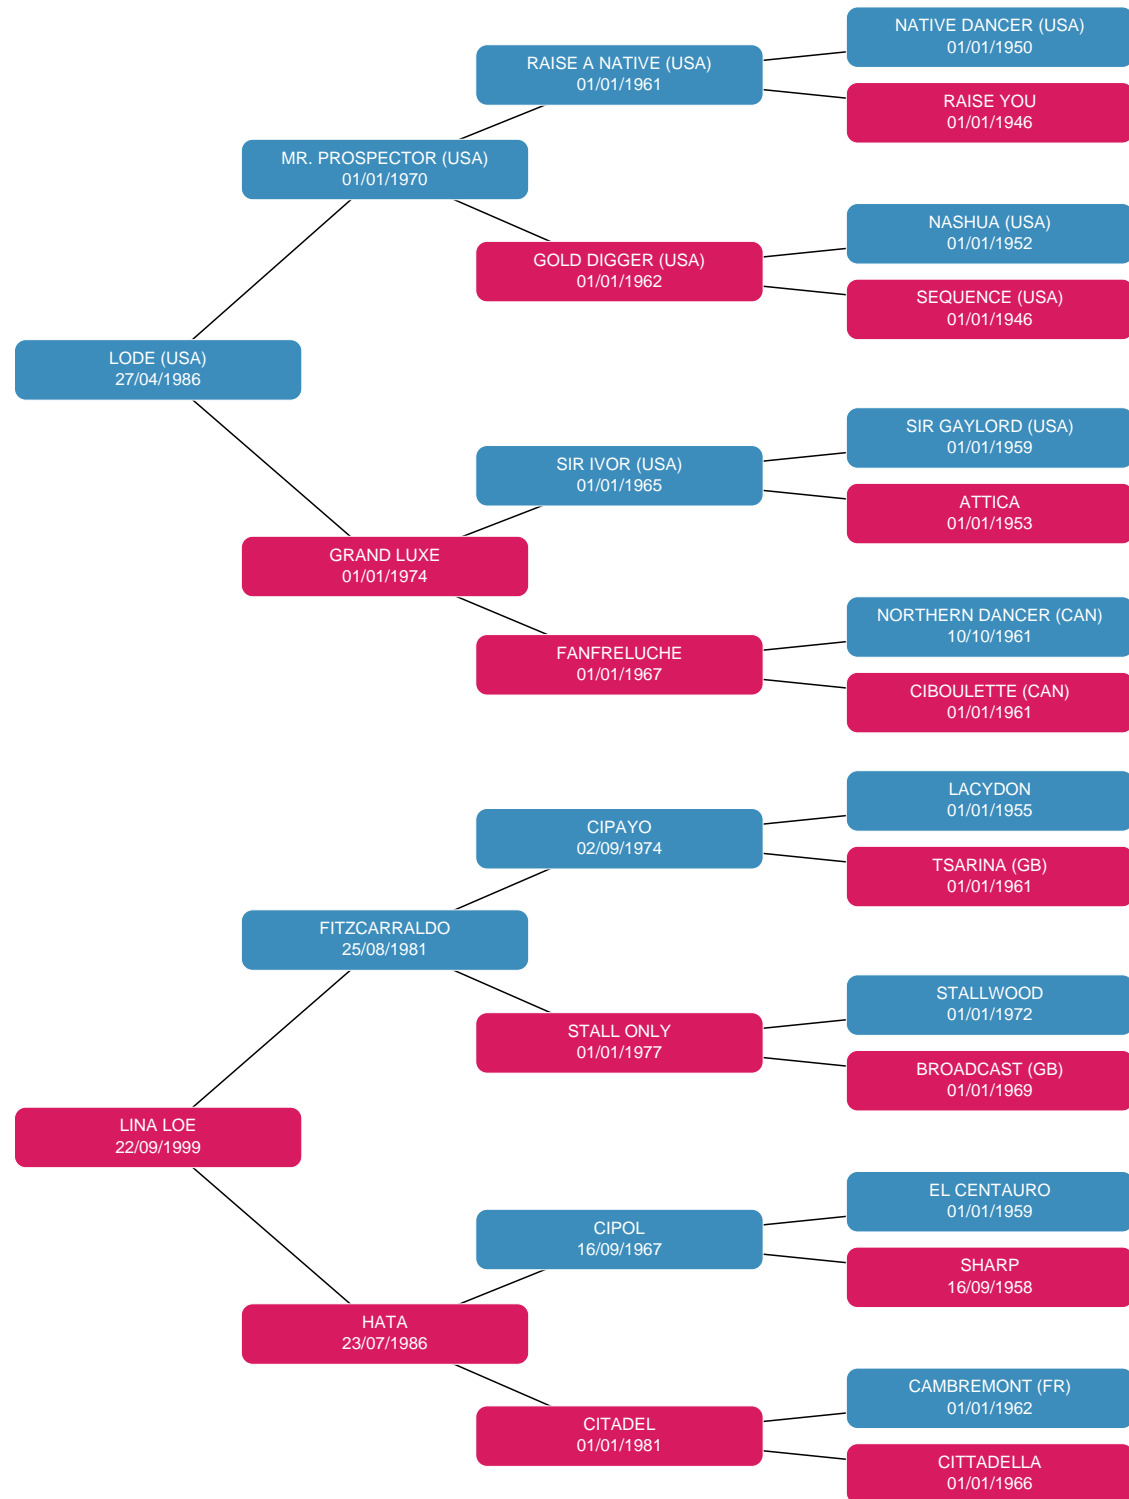 NATIVE DANCER (USA)
01/01/1950
RAISE A NATIVE (USA)
01/01/1961
RAISE YOU
01/01/1946
MR. PROSPECTOR (USA)
01/01/1970
NASHUA (USA)
01/01/1952
GOLD DIGGER (USA)
01/01/1962
SEQUENCE (USA)
01/01/1946
LODE (USA)
27/04/1986
SIR GAYLORD (USA)
01/01/1959
SIR IVOR (USA)
01/01/1965
ATTICA
01/01/1953
GRAND LUXE
01/01/1974
NORTHERN DANCER (CAN)
10/10/1961
FANFRELUCHE
01/01/1967
CIBOULETTE (CAN)
01/01/1961
LACYDON
01/01/1955
CIPAYO
02/09/1974
TSARINA (GB)
01/01/1961
FITZCARRALDO
25/08/1981
STALLWOOD
01/01/1972
STALL ONLY
01/01/1977
BROADCAST (GB)
01/01/1969
LINA LOE
22/09/1999
EL CENTAURO
01/01/1959
CIPOL
16/09/1967
SHARP
16/09/1958
HATA
23/07/1986
CAMBREMONT (FR)
01/01/1962
CITADEL
01/01/1981
CITTADELLA
01/01/1966